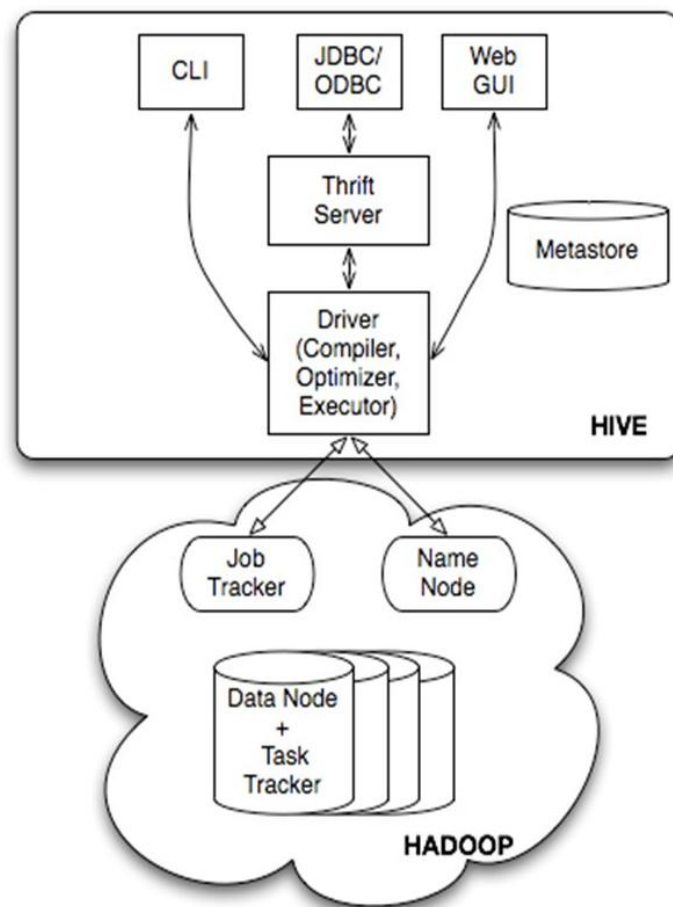 CLI
JDBC/
ODBC
Web
GUI
Thrift
Server
Metastore
Driver
(Compiler,
Optimizer,
Executor)
HIVE
Job
Tracker
Name
Node
Data Node
+
Task
Tracker
HADOOP